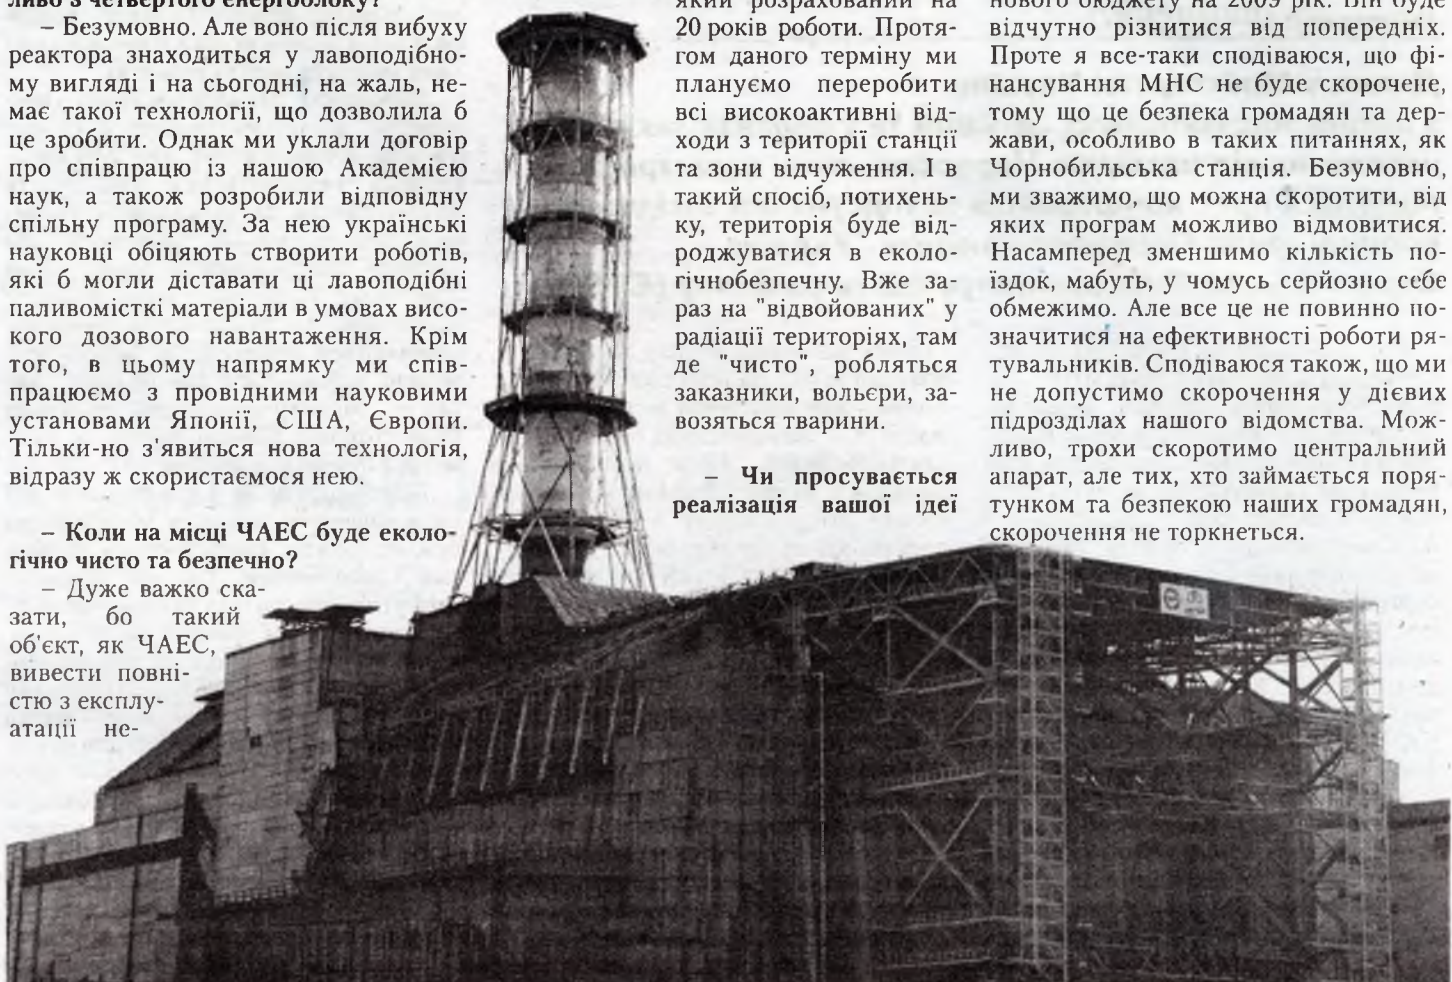 ливо з четвертого енергоблоку?
– Безумовно. Але воно після вибуху
реактора знаходиться у лавоподібно-
му вигляді і на сьогодні, на жаль, не-
має такої технології, що дозволила б
це зробити. Однак ми уклали договір
про співпрацю із нашою Академією
наук, а також розробили відповідну
спільну програму. За нею українські
науковці обіцяють створити роботів,
які б могли діставати ці лавоподібні
паливомісткі матеріали в умовах висо-
кого дозового навантаження. Крім
того, в цьому напрямку ми спів-
працюємо з провідними науковими
установами Японії, США, Європи.
Тільки-но з'явиться нова технологія,
відразу ж скористаємося нею.
– Коли на місці ЧАЕС буде еколо-
гічно чисто та безпечно?
– Дуже важко ска-
зати, бо такий
об'єкт, як ЧАЕС,
вивести повні-
стю з експлу-
атації не-
який розрахований на
20 років роботи. Протя-
гом даного терміну ми
плануємо переробити
всі високоактивні від-
ходи з території станції
та зони відчуження. І в
такий спосіб, потихень-
ку, територія буде від-
роджуватися в еколо-
гічнобезпечну. Вже за-
раз на "відвойованих" у
радіації територіях, там
де "чисто", робляться
заказники, вольєри, за-
возяться тварини.
– Чи просувається
реалізація вашої ідеї
нового бюджету на 2009 рік. Він буде
відчутно різнитися від попередніх.
Проте я все-таки сподіваюся, що фі-
нансування МНС не буде скорочене,
тому що це безпека громадян та дер-
жави, особливо в таких питаннях, як
Чорнобильська станція. Безумовно,
ми зважимо, що можна скоротити, від
яких програм можливо відмовитися.
Насамперед зменшимо кількість по-
їздок, мабуть, у чомусь серйозно себе
обмежимо. Але все це не повинно по-
значитися на ефективності роботи ря-
тувальників. Сподіваюся також, що ми
не допустимо скорочення у дієвих
підрозділах нашого відомства. Мож-
ливо, трохи скоротимо центральний
апарат, але тих, хто займається поря-
тунком та безпекою наших громадян,
скорочення не торкнеться.